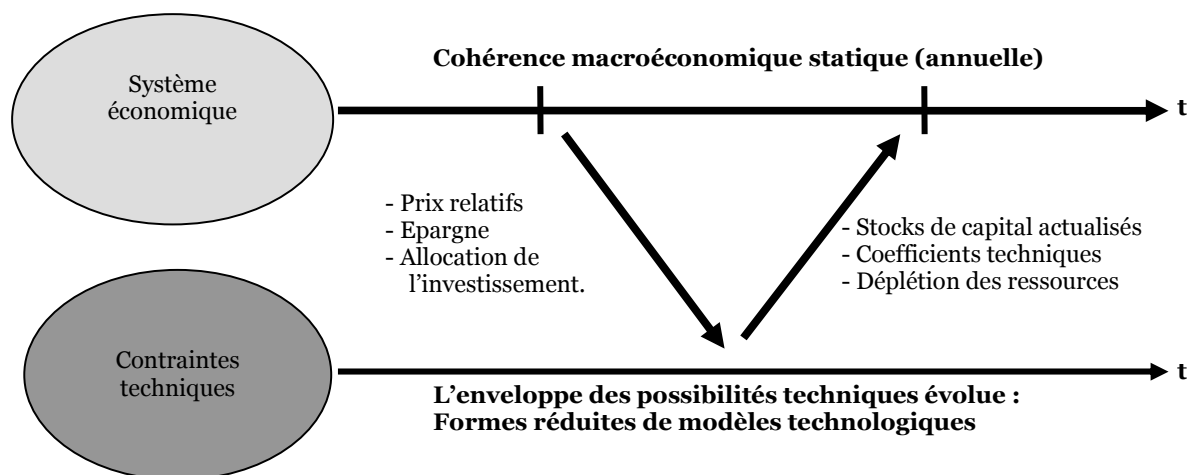 Cohérence macroéconomique statique (annuelle)
Système
économique
t
- Prix relatifs
- Epargne
- Allocation de
l'investissement.
- Stocks de capital actualisés
- Coefficients techniques
- Déplétion des ressources
Contraintes
techniques
t
L'enveloppe des possibilités techniques évolue :
Formes réduites de modèles technologiques